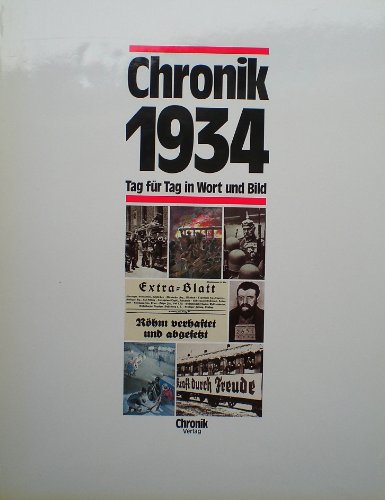 Chronik
1934
Tag für Tag in Wort und Bild
Extra=Blatt
Röhm verhaftet
und abgesetzt
Kraft durch Freude
Chronik
Verlag